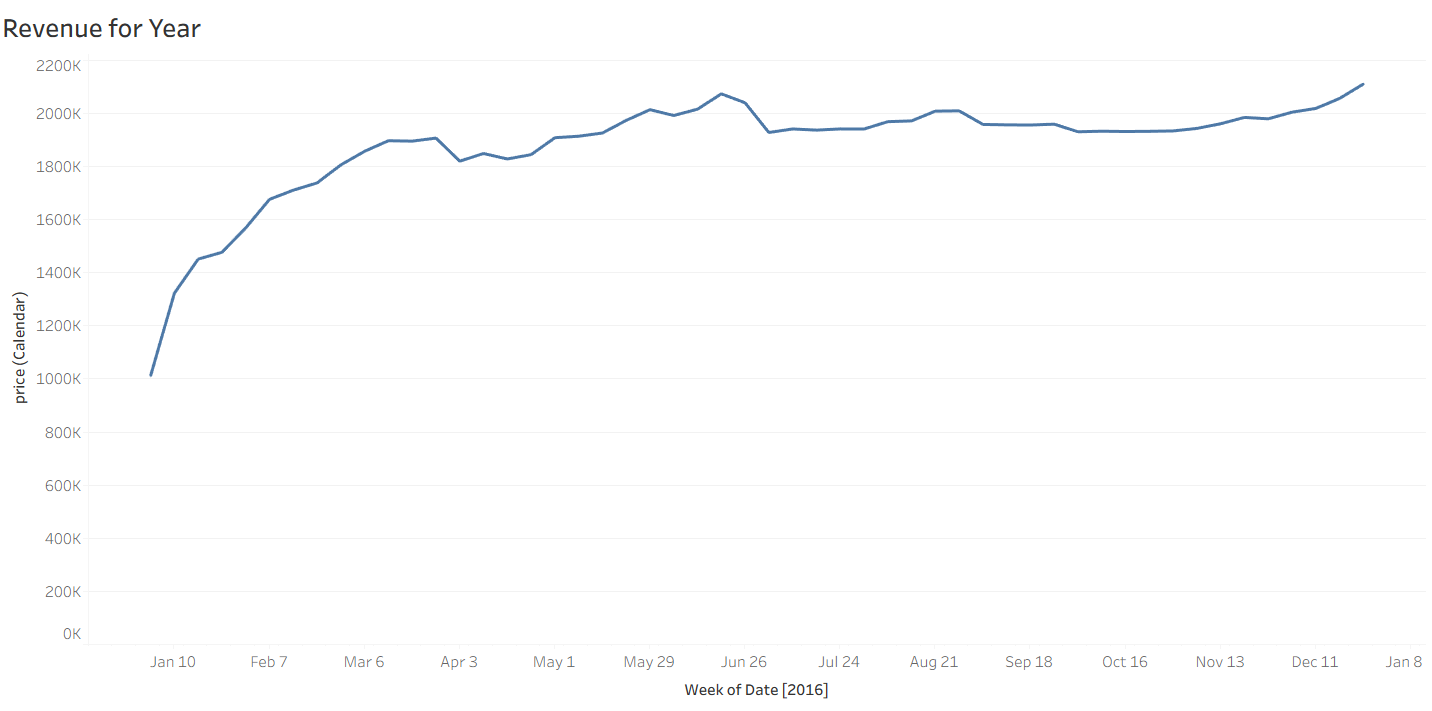 Revenue for Year
2200K
2000K
1800K
1600K
1400K
1200K
1000K
800K
600K
400K
200K
0K
price (Calendar)
Jan 10 Feb 7 Mar 6 Apr 3 May 1 May 29 Jun 26 Jul 24 Aug 21 Sep 18 Oct 16 Nov 13 Dec 11 Jan 8
Week of Date [2016]